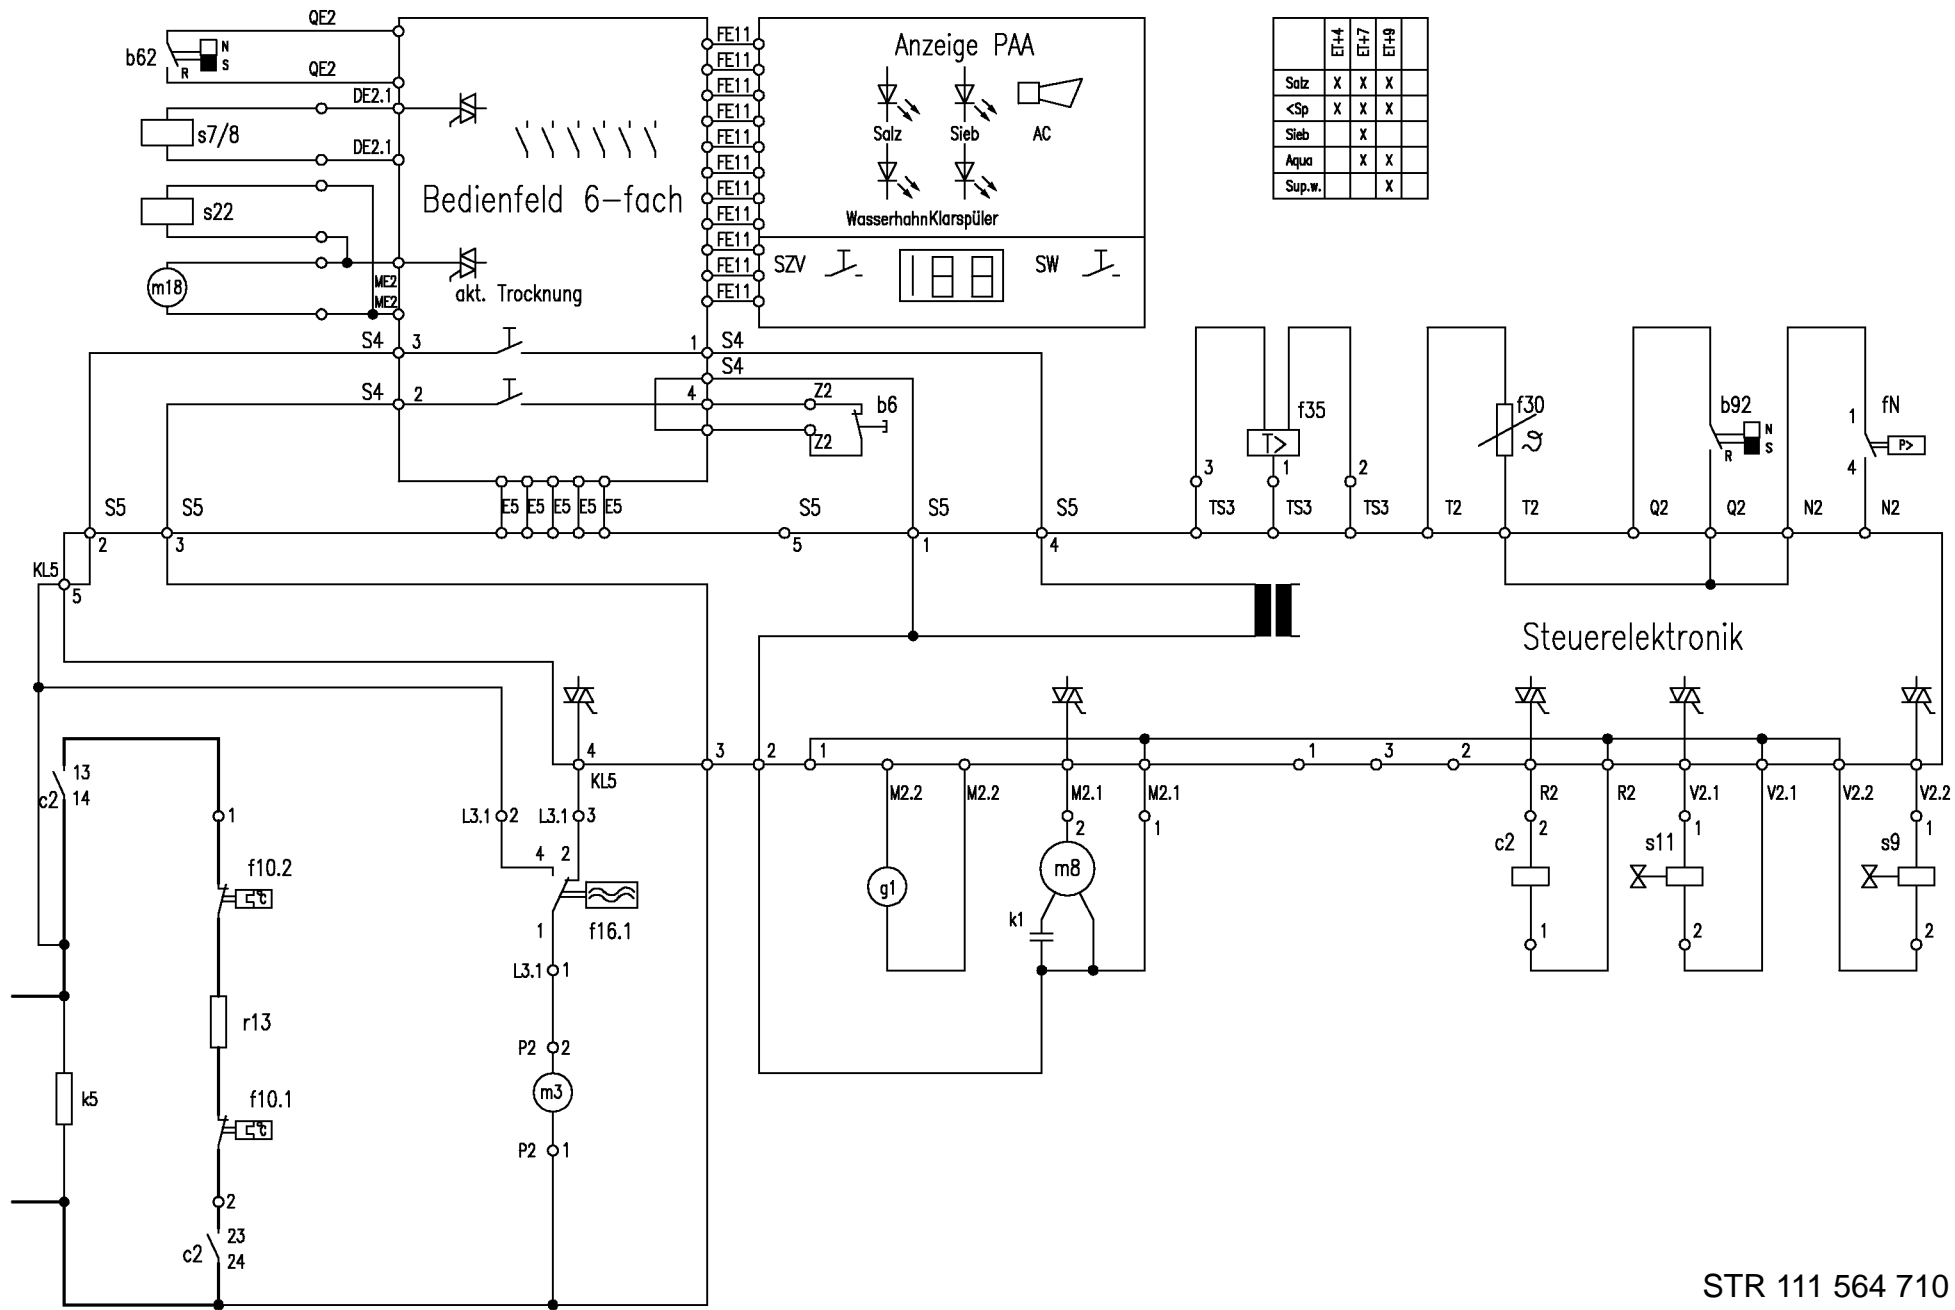 QE2
b62
N
S
R
QE2
DE2.1
s7/8
DE2.1
s22
m18
ME2
ME2
Bedienfeld 6-fach
akt. Trocknung
FE11
FE11
FE11
FE11
FE11
FE11
FE11
FE11
FE11
FE11
FE11
Anzeige PAA
Salz
Sieb
AC
Wasserhahn Klarspüler
SZV
SW
ET+4 ET+7 ET+9
Salz X X X
<Sp X X X
Sieb X
Aqua X X
Sup.w. X
S4 3 1 S4
S4
S4 2 4 Z2
b6
Z2
f35
T>
f30
ϑ
b92
N
S
R
1 fN
P>
4
3 1 2
S5 S5 E5 E5 E5 E5 E5 S5 S5 S5 TS3 TS3 TS3 T2 T2 Q2 Q2 N2 N2
2 3 5 1 4
KL5
5
Steuerelektronik
4 3 2 1 1 3 2
KL5
13
c2 14
M2.2 M2.2 M2.1 M2.1 R2 R2 V2.1 V2.1 V2.2 V2.2
1 L3.1 2 L3.1 3 2 1 2 1 1
4 2
c2 s11 s9
f10.2
°C
g1
m8
k1
f16.1
1
1 2 2
L3.1 1
r13
P2 2
m3
k5
f10.1
°C
P2 1
2
23
c2 24
STR 111 564 710